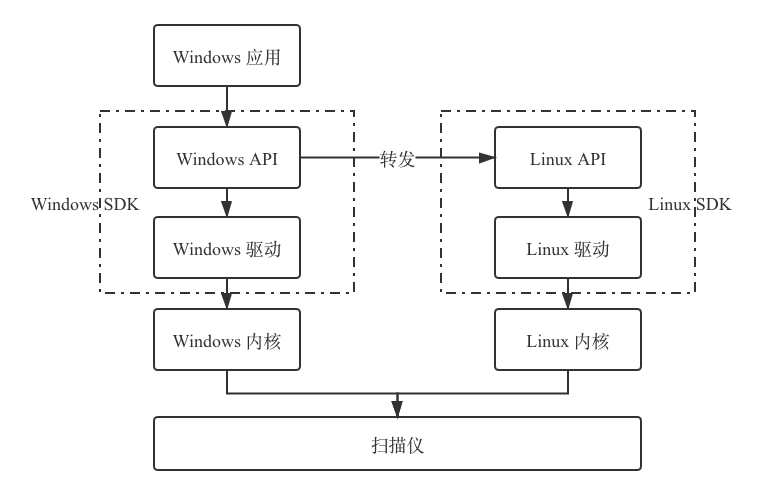 Windows 应用
Windows API
转发
Linux API
Windows SDK
Linux SDK
Windows 驱动
Linux 驱动
Windows 内核
Linux 内核
扫描仪